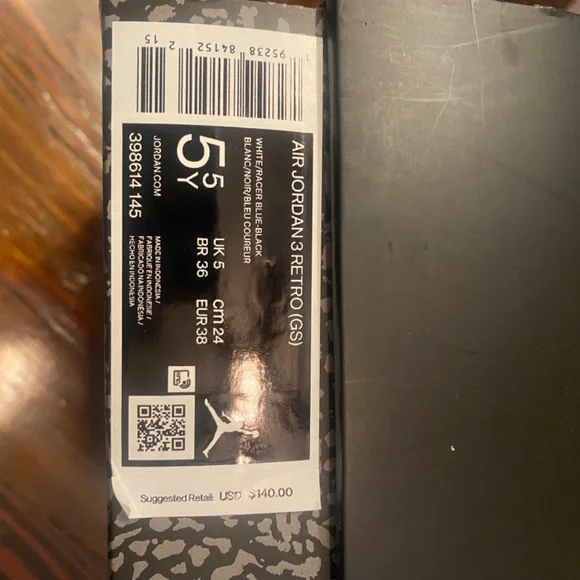 AIR JORDAN 3 RETRO (GS)
WHITE/RACER BLUE-BLACK
BLANC/NOIR/BLEU COUREUR
5.5Y
UK 5 cm 24
BR 36 EUR 38
JORDAN.COM
398614 145
MADE IN INDONESIA /
FABRIQUE EN INDONESIE /
FABRICADO NA INDONÉSIA /
HECHO EN INDONESIA
95238 84152 2 15
Suggested Retail: USD $140.00